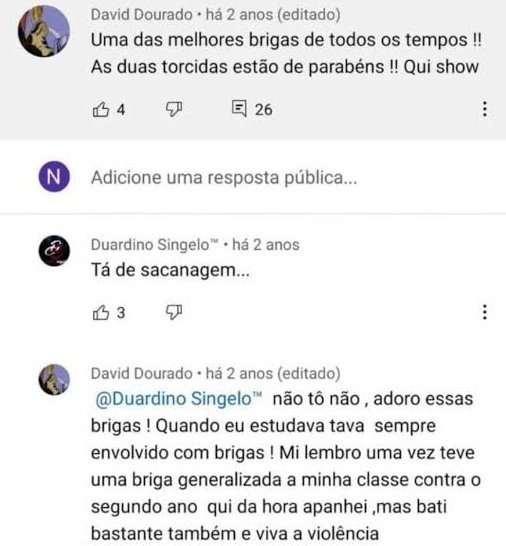 David Dourado • há 2 anos (editado)
Uma das melhores brigas de todos os tempos !!
As duas torcidas estão de parabéns !! Qui show
4 26
N Adicione uma resposta pública...
Duardino Singelo™ • há 2 anos
Tá de sacanagem...
3
David Dourado • há 2 anos (editado)
@Duardino Singelo™ não tô não , adoro essas
brigas ! Quando eu estudava tava sempre
envolvido com brigas ! Mi lembro uma vez teve
uma briga generalizada a minha classe contra o
segundo ano qui da hora apanhei ,mas bati
bastante também e viva a violência